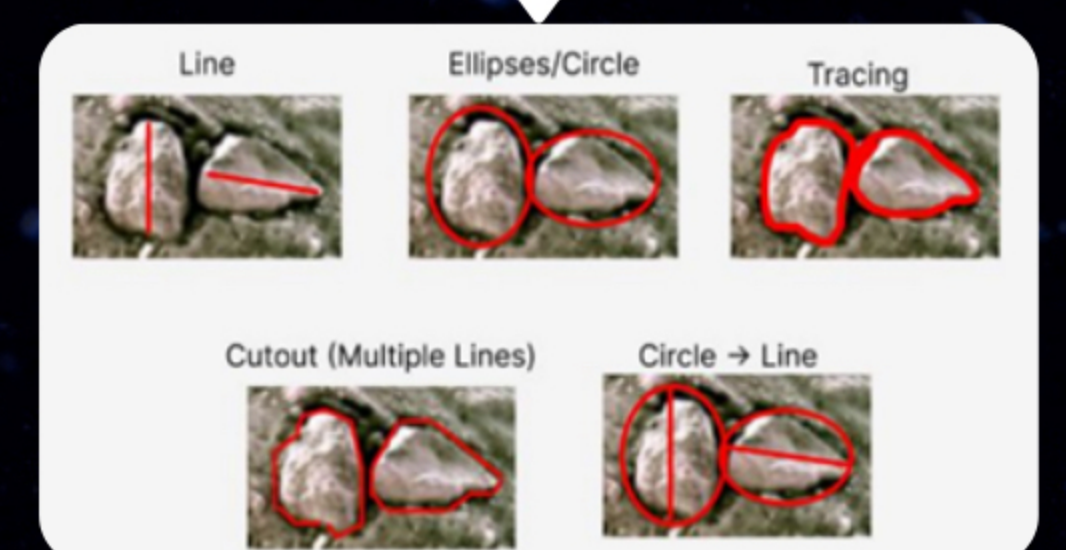 Line
Ellipses/Circle
Tracing
Cutout (Multiple Lines)
Circle → Line